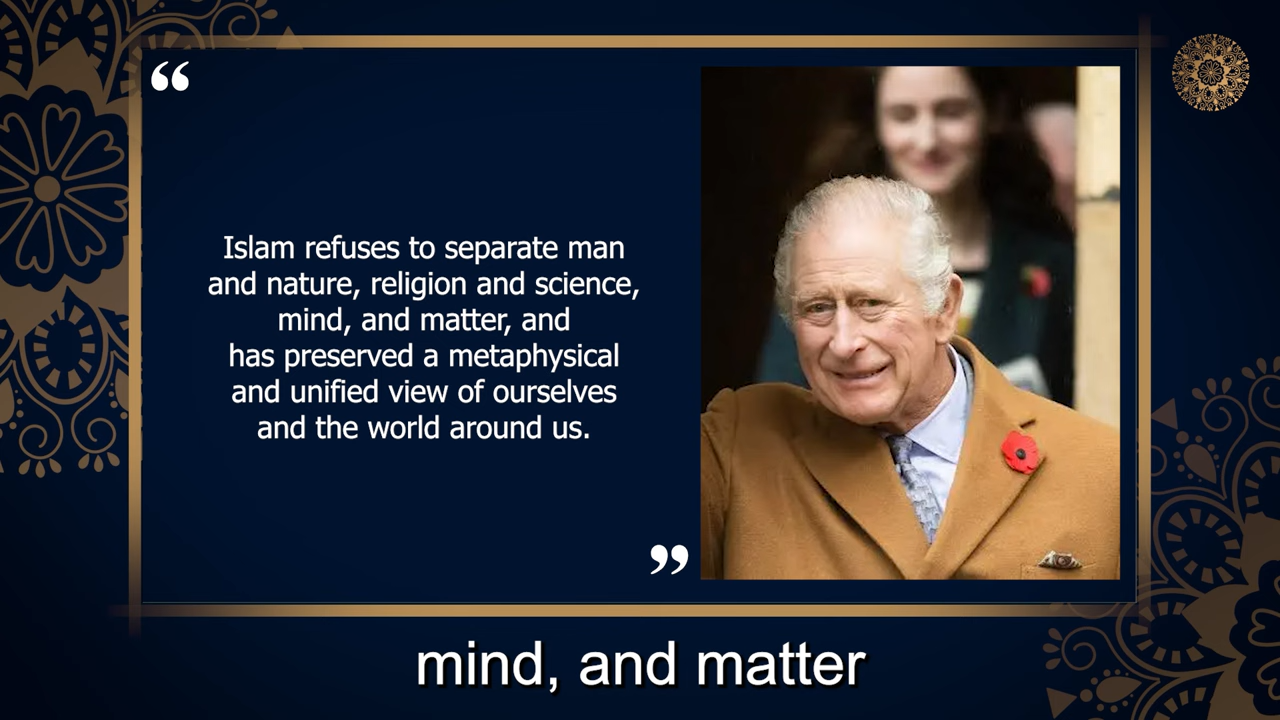 “
Islam refuses to separate man
and nature, religion and science,
mind, and matter, and
has preserved a metaphysical
and unified view of ourselves
and the world around us.
”
mind, and matter